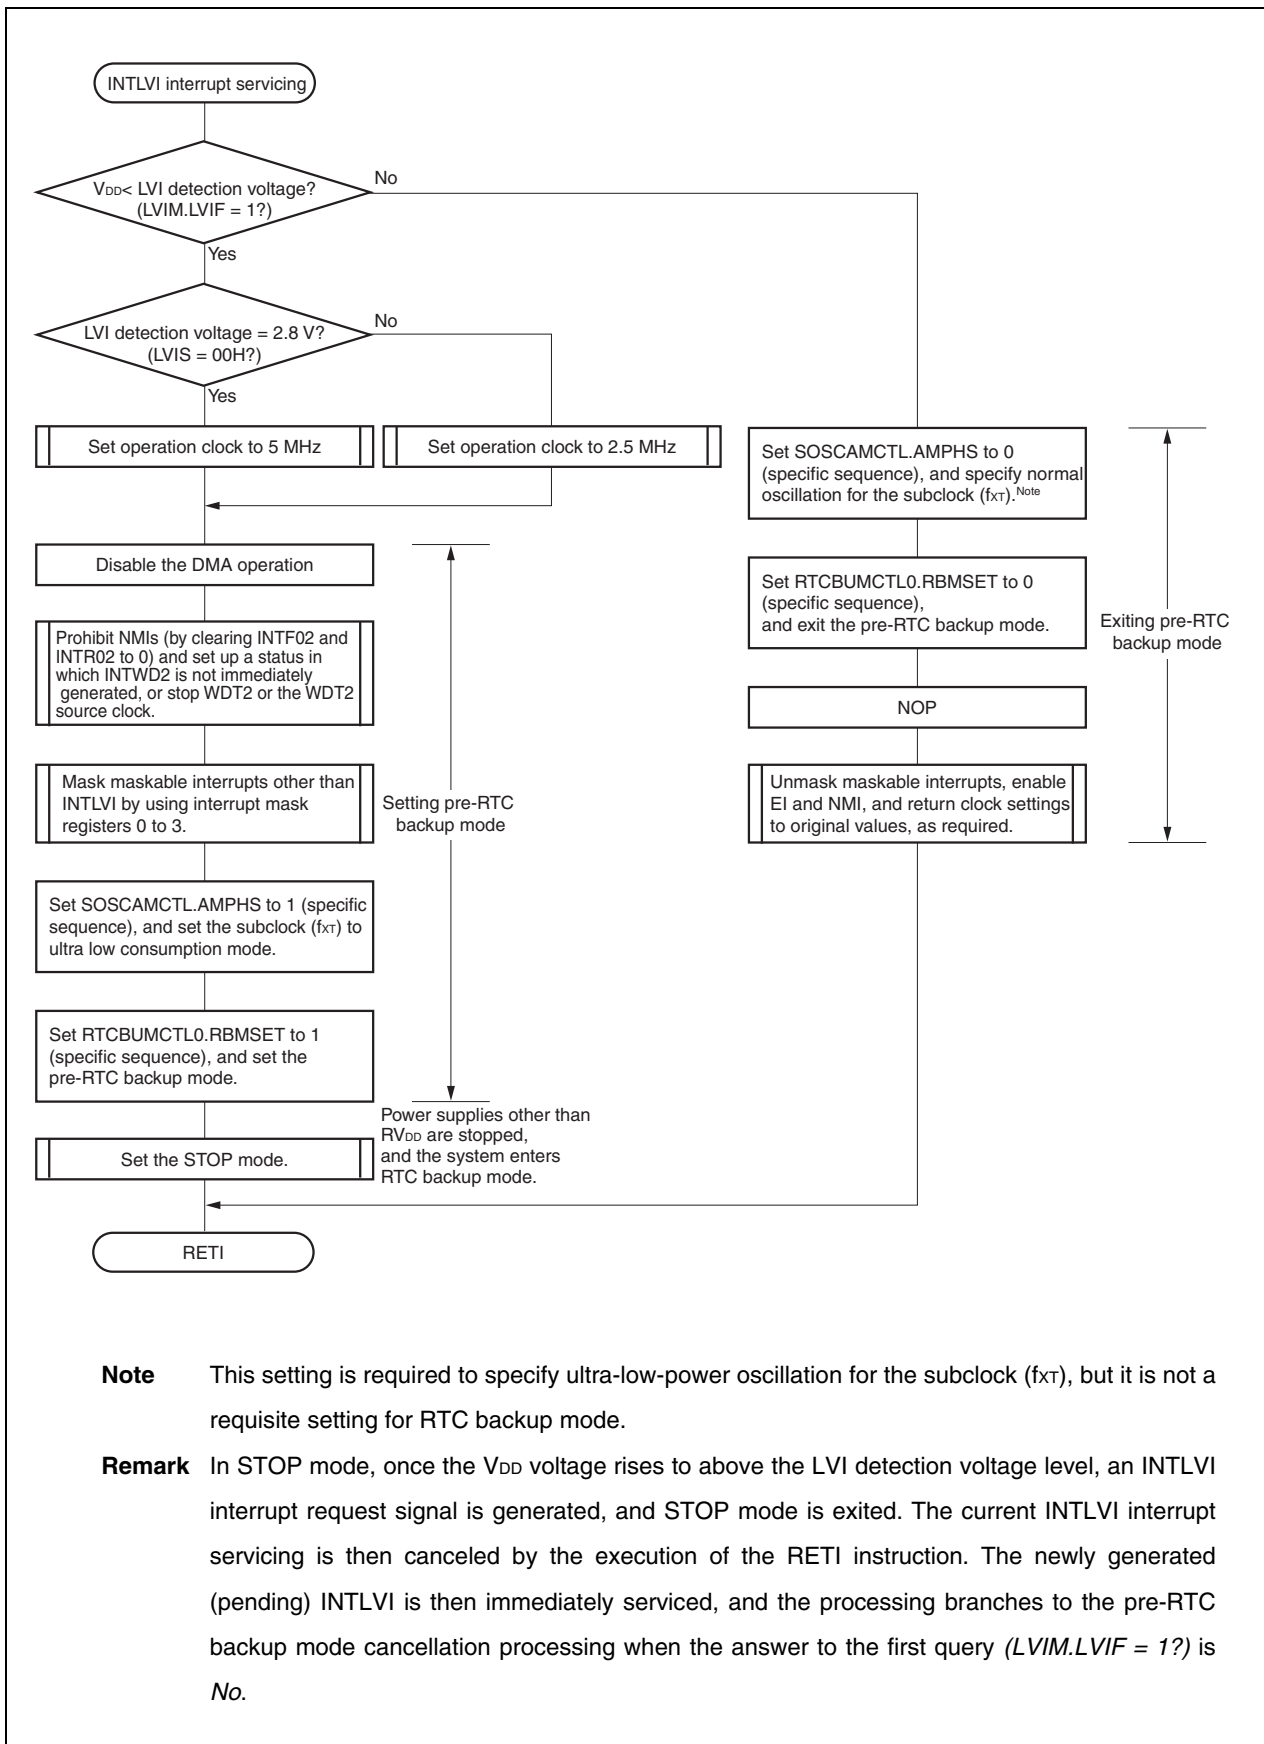 INTLVI interrupt servicing
VDD< LVI detection voltage?
(LVIM.LVIF = 1?)
No
Yes
LVI detection voltage = 2.8 V?
(LVIS = 00H?)
No
Yes
Set operation clock to 5 MHz
Set operation clock to 2.5 MHz
Disable the DMA operation
Prohibit NMIs (by clearing INTF02 and
INTR02 to 0) and set up a status in
which INTWD2 is not immediately
generated, or stop WDT2 or the WDT2
source clock.
Mask maskable interrupts other than
INTLVI by using interrupt mask
registers 0 to 3.
Setting pre-RTC
backup mode
Set SOSCAMCTL.AMPHS to 1 (specific
sequence), and set the subclock (fXT) to
ultra low consumption mode.
Set RTCBUMCTL0.RBMSET to 1
(specific sequence), and set the
pre-RTC backup mode.
Power supplies other than
RVDD are stopped,
and the system enters
RTC backup mode.
Set the STOP mode.
RETI
Set SOSCAMCTL.AMPHS to 0
(specific sequence), and specify normal
oscillation for the subclock (fXT).Note
Set RTCBUMCTL0.RBMSET to 0
(specific sequence),
and exit the pre-RTC backup mode.
Exiting pre-RTC
backup mode
NOP
Unmask maskable interrupts, enable
EI and NMI, and return clock settings
to original values, as required.
Note This setting is required to specify ultra-low-power oscillation for the subclock (fXT), but it is not a
requisite setting for RTC backup mode.
Remark In STOP mode, once the VDD voltage rises to above the LVI detection voltage level, an INTLVI
interrupt request signal is generated, and STOP mode is exited. The current INTLVI interrupt
servicing is then canceled by the execution of the RETI instruction. The newly generated
(pending) INTLVI is then immediately serviced, and the processing branches to the pre-RTC
backup mode cancellation processing when the answer to the first query (LVIM.LVIF = 1?) is
No.